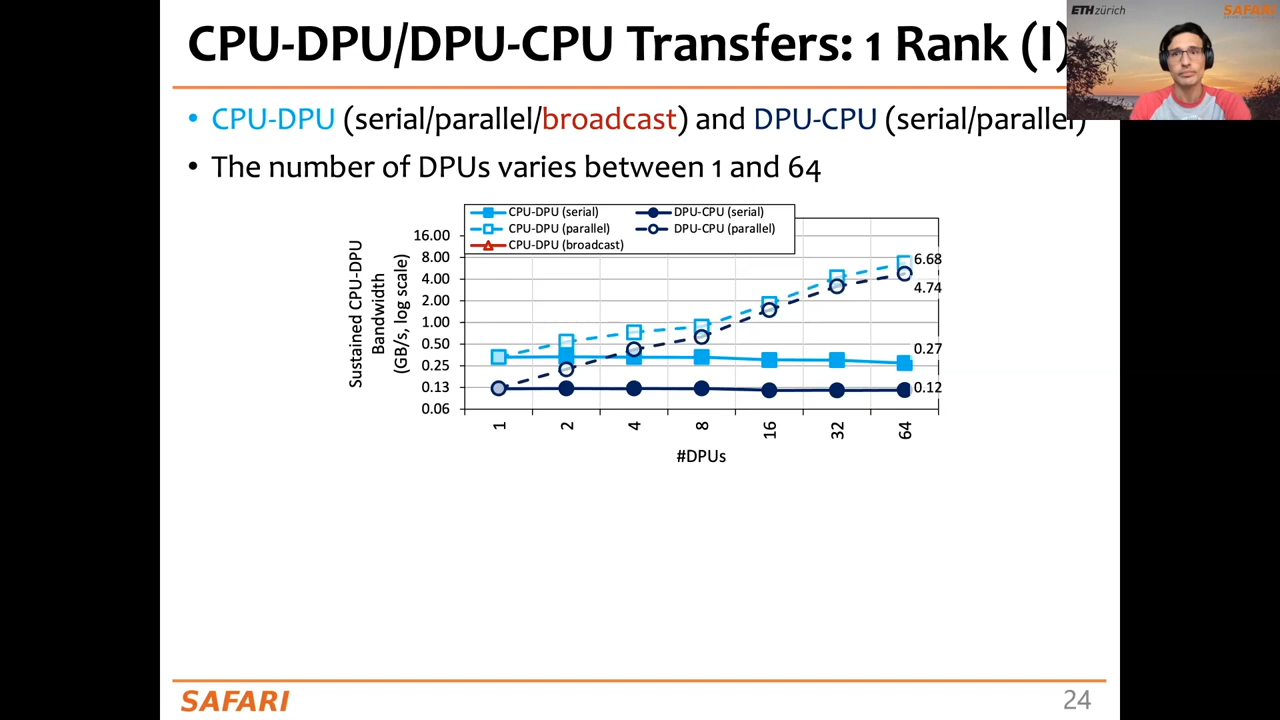 CPU-DPU/DPU-CPU Transfers: 1 Rank (I)
ETH zürich
SAFARI
• CPU-DPU (serial/parallel/broadcast) and DPU-CPU (serial/parallel)
• The number of DPUs varies between 1 and 64
CPU-DPU (serial)
DPU-CPU (serial)
CPU-DPU (parallel)
DPU-CPU (parallel)
CPU-DPU (broadcast)
Sustained CPU-DPU
Bandwidth
(GB/s, log scale)
16.00
8.00
4.00
2.00
1.00
0.50
0.25
0.13
0.06
6.68
4.74
0.27
0.12
1 2 4 8 16 32 64
#DPUs
SAFARI
24